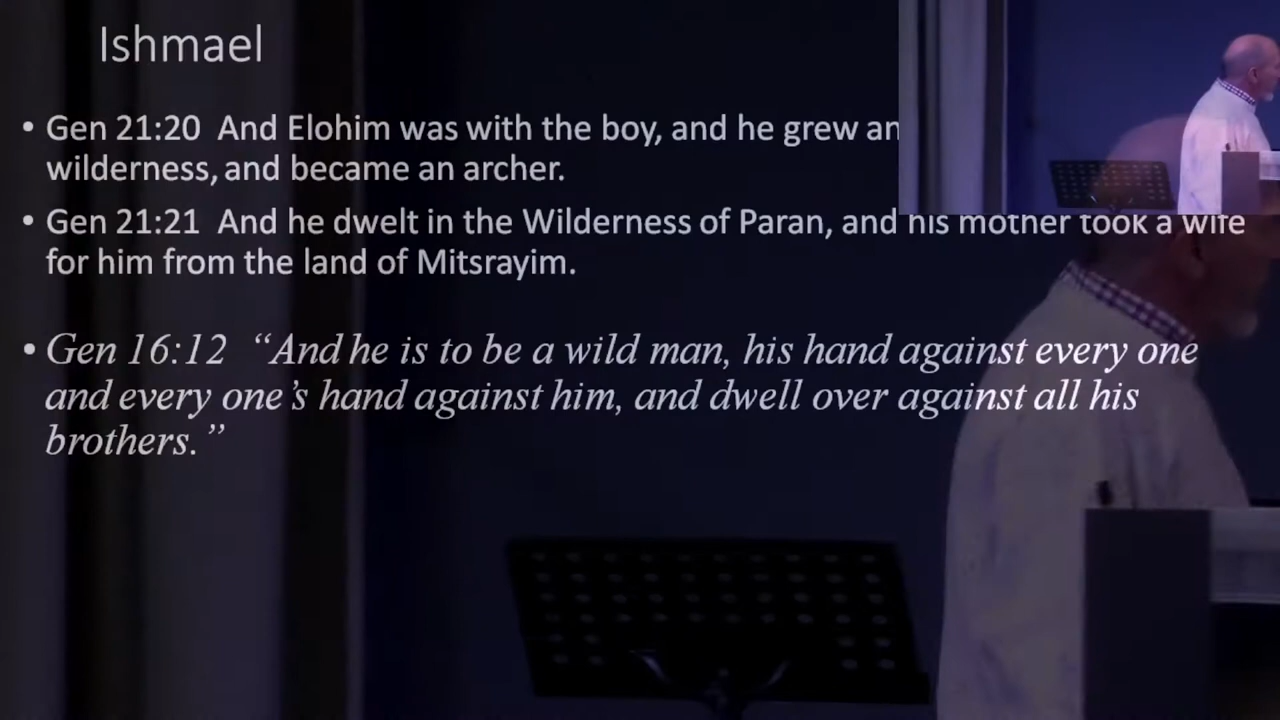 Ishmael
• Gen 21:20 And Elohim was with the boy, and he grew
wilderness, and became an archer.
• Gen 21:21 And he dwelt in the Wilderness of Paran, and his mother took a wife
for him from the land of Mitsrayim.
• Gen 16:12 “And he is to be a wild man, his hand against every one
and every one’s hand against him, and dwell over against all his
brothers.”